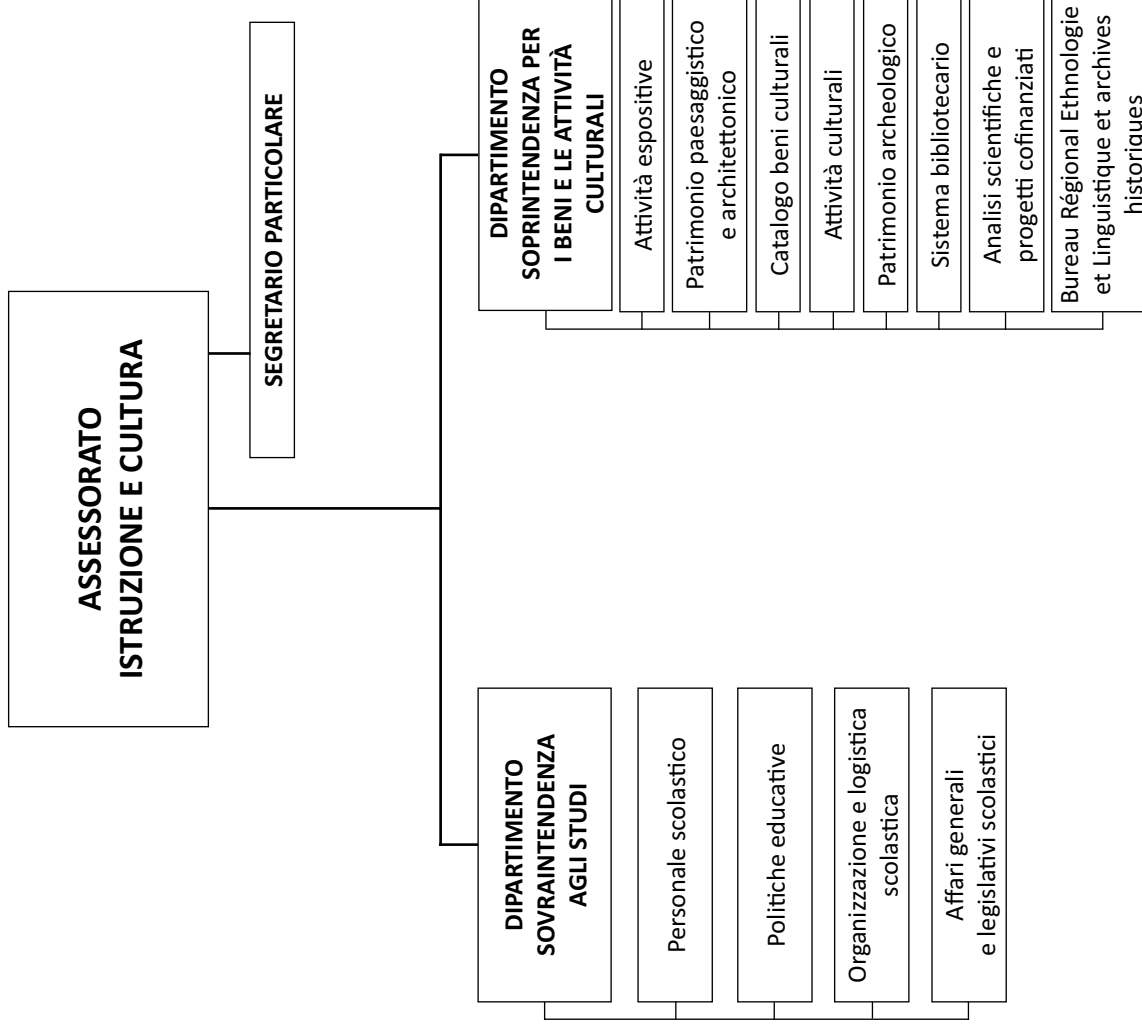 ASSESSORATO
ISTRUZIONE E CULTURA
SEGRETARIO PARTICOLARE
DIPARTIMENTO
SOVRAINTENDENZA
AGLI STUDI
Personale scolastico
Politiche educative
Organizzazione e logistica
scolastica
Affari generali
e legislativi scolastici
DIPARTIMENTO
SOPRINTENDENZA PER
I BENI E LE ATTIVITÀ
CULTURALI
Attività espositive
Patrimonio paesaggistico
e architettonico
Catalogo beni culturali
Attività culturali
Patrimonio archeologico
Sistema bibliotecario
Analisi scientifiche e
progetti cofinanziati
Bureau Régional Ethnologie
et Linguistique et archives
historiques